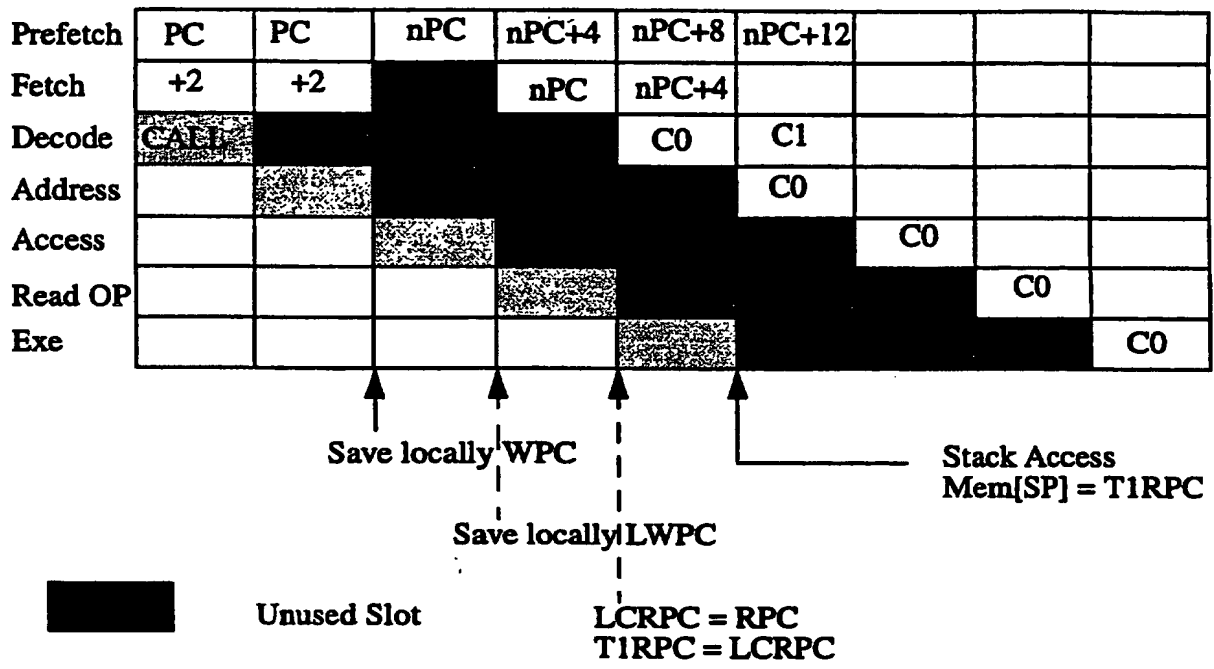 Prefetch PC PC nPC nPC+4 nPC+8 nPC+12
Fetch +2 +2 nPC nPC+4
Decode CALL C0 C1
Address C0
Access C0
Read OP C0
Exe C0
Save locally WPC
Stack Access
Mem[SP] = T1RPC
Save locally LWPC
Unused Slot
LCRPC = RPC
T1RPC = LCRPC